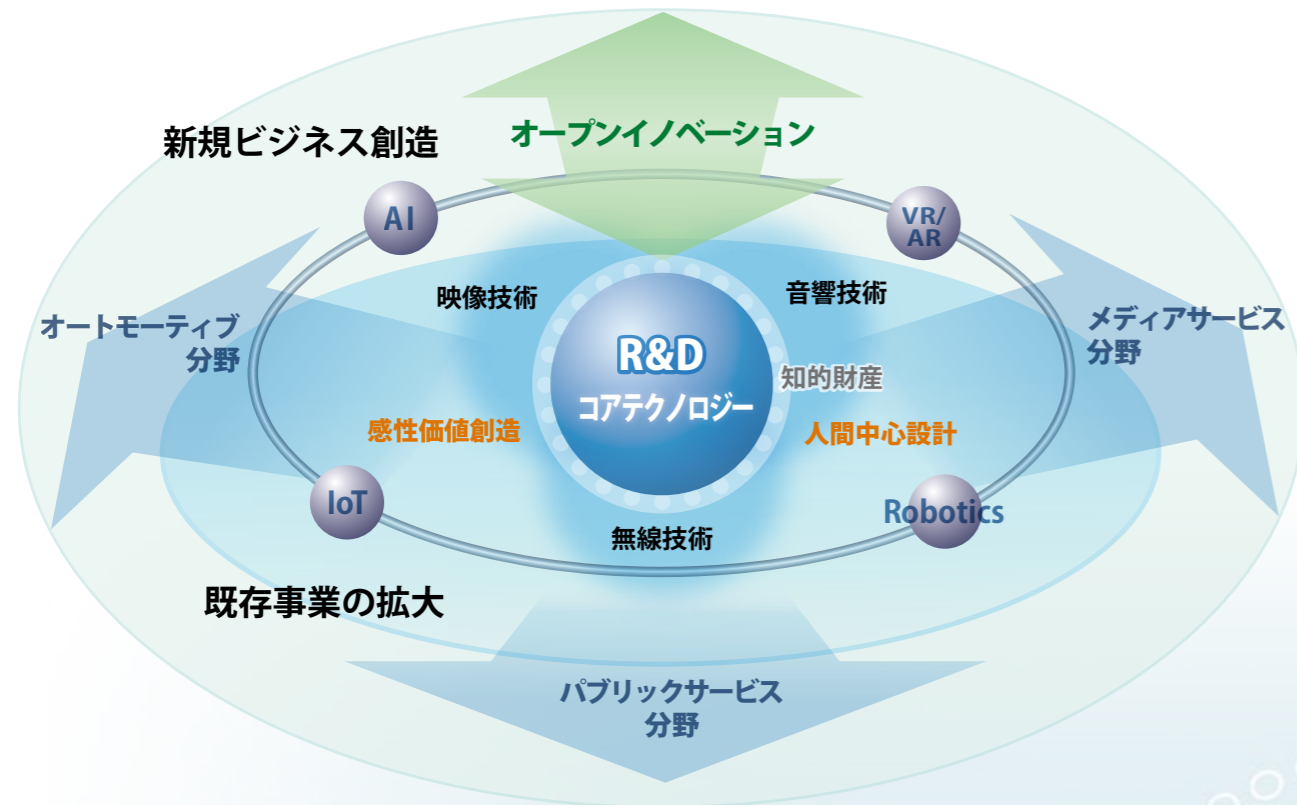 オープンイノベーション
新規ビジネス創造
AI
VR/
AR
映像技術
音響技術
オートモーティブ
分野
メディアサービス
分野
R&D
コアテクノロジー
知的財産
感性価値創造
人間中心設計
IoT
Robotics
無線技術
既存事業の拡大
パブリックサービス
分野